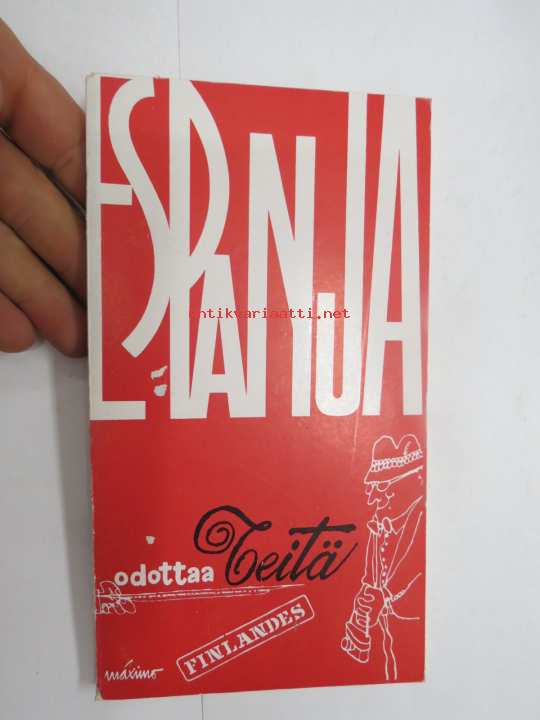 ESPANJA
antikvariaatti.net
odottaa Teitä
FINLANDES
máximo